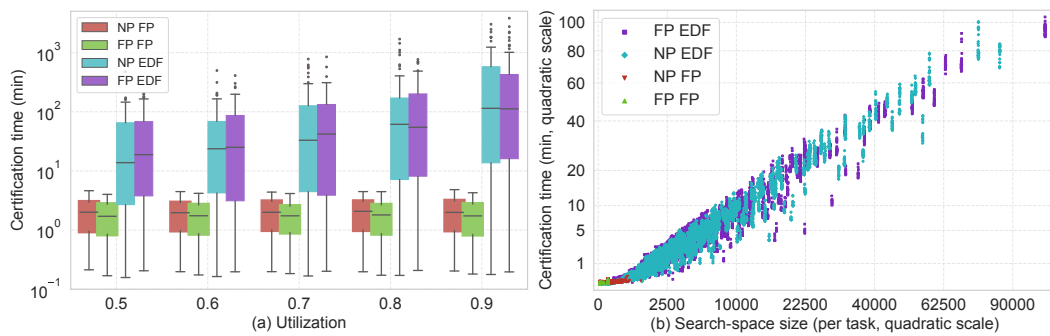 Certification time (min)
10³
10²
10¹
10⁰
10⁻¹
NP FP
FP FP
NP EDF
FP EDF
0.5 0.6 0.7 0.8 0.9
(a) Utilization
Certification time (min, quadratic scale)
100
80
60
40
20
10
5
1
FP EDF
NP EDF
NP FP
FP FP
0 2500 10000 22500 40000 62500 90000
(b) Search-space size (per task, quadratic scale)